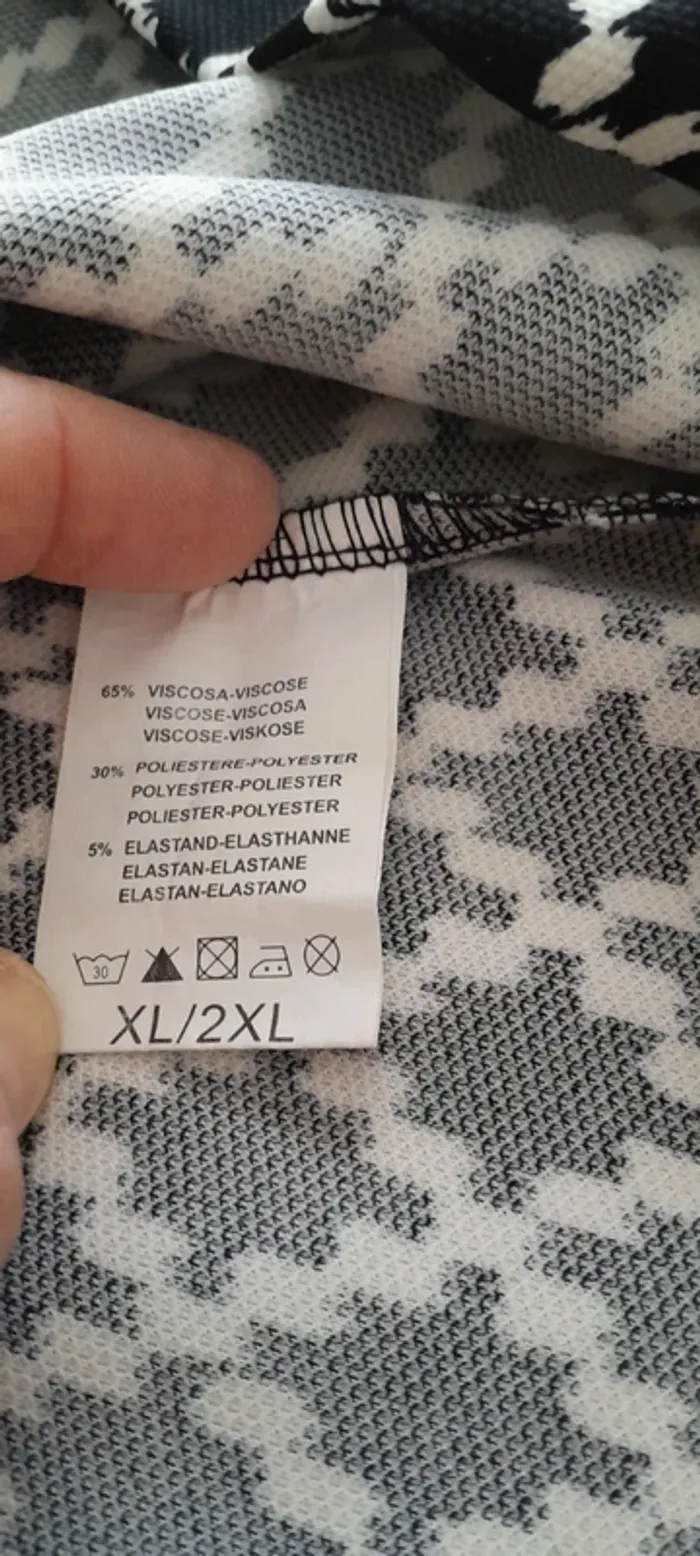 65% VISCOSA-VISCOSE
VISCOSE-VISCOSA
VISCOSE-VISKOSE
30% POLIESTERE-POLYESTER
POLYESTER-POLIESTER
POLIESTER-POLYESTER
5% ELASTAND-ELASTHANNE
ELASTAN-ELASTANE
ELASTAN-ELASTANO
30
XL/2XL